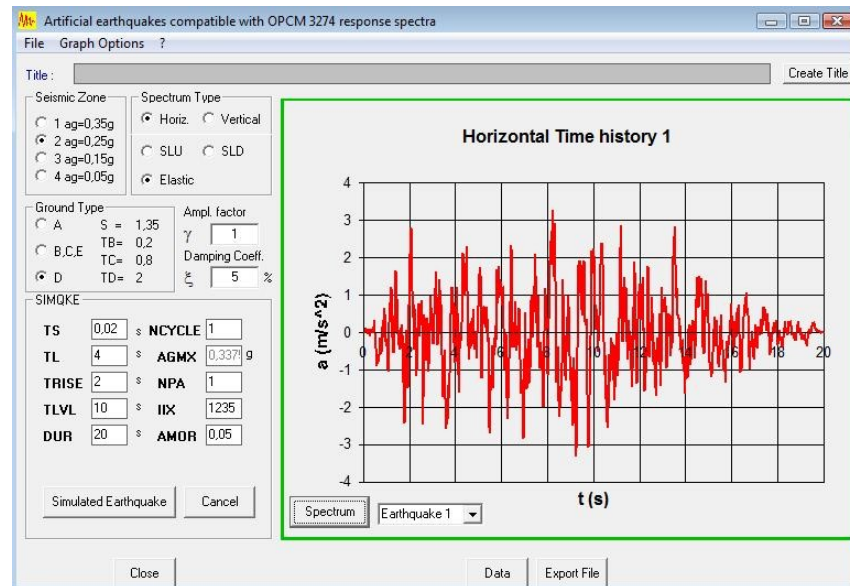 Artificial earthquakes compatible with OPCM 3274 response spectra
File Graph Options ?
Title : Create Title
Seismic Zone
1 ag=0,35g
2 ag=0,25g
3 ag=0,15g
4 ag=0,05g
Spectrum Type
Horiz. Vertical
SLU SLD
Elastic
Ground Type
A S = 1,35
TB= 0,2
B,C,E TC= 0,8
D TD= 2
Ampl. factor
γ 1
Damping Coeff.
ξ 5 %
SIMQKE
TS 0,02 s NCYCLE 1
TL 4 s AGMX 0,337 g
TRISE 2 s NPA 1
TLVL 10 s IIX 1235
DUR 20 s AMOR 0,05
Simulated Earthquake Cancel
Horizontal Time history 1
a (m/s^2)
4
3
2
1
0
-1
-2
-3
-4
0 2 4 6 8 10 12 14 16 18 20
t (s)
Spectrum Earthquake 1
Close Data Export File